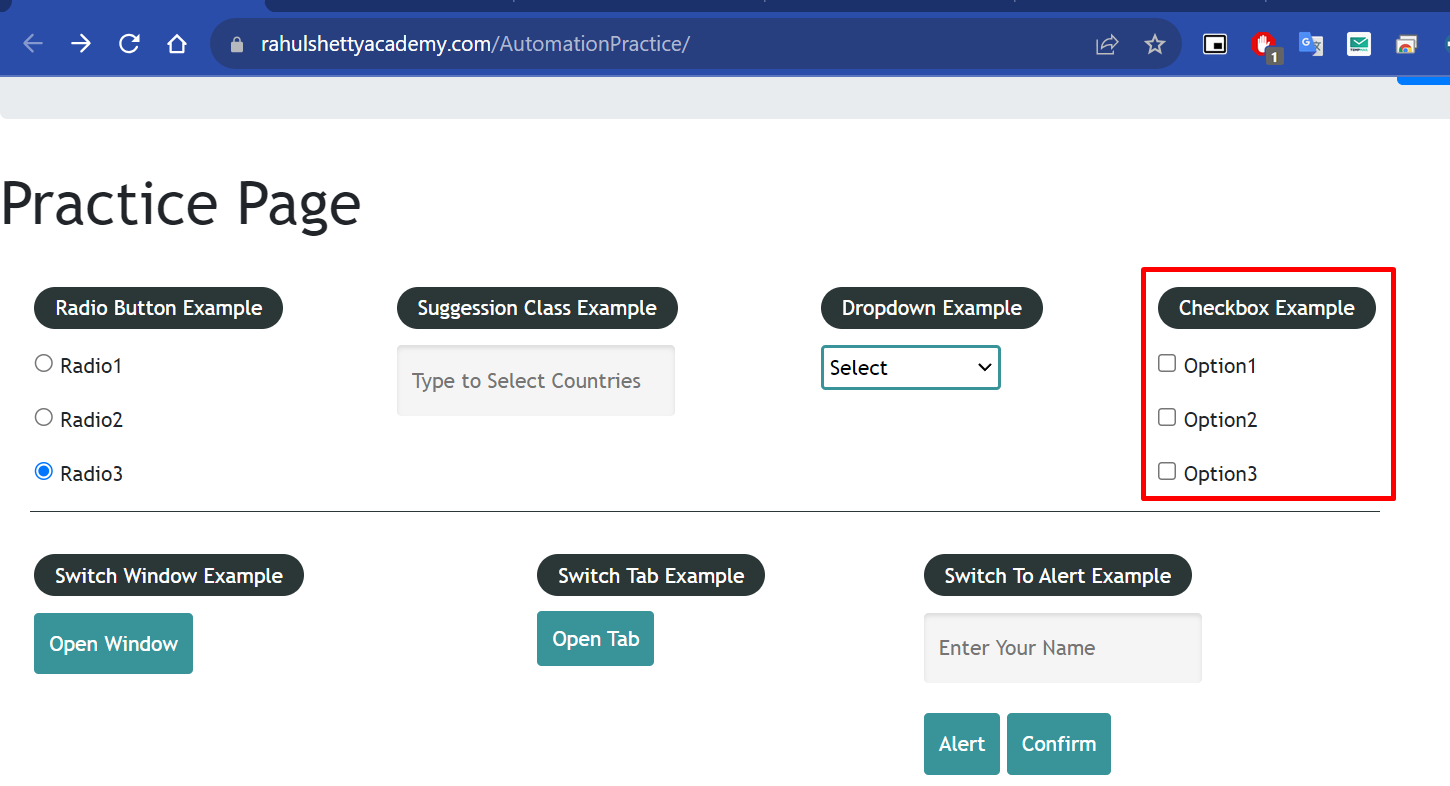 rahulshettyacademy.com/AutomationPractice/
1
Practice Page
Radio Button Example
Radio1
Radio2
Radio3
Suggession Class Example
Type to Select Countries
Dropdown Example
Select
Checkbox Example
Option1
Option2
Option3
Switch Window Example
Open Window
Switch Tab Example
Open Tab
Switch To Alert Example
Enter Your Name
Alert
Confirm